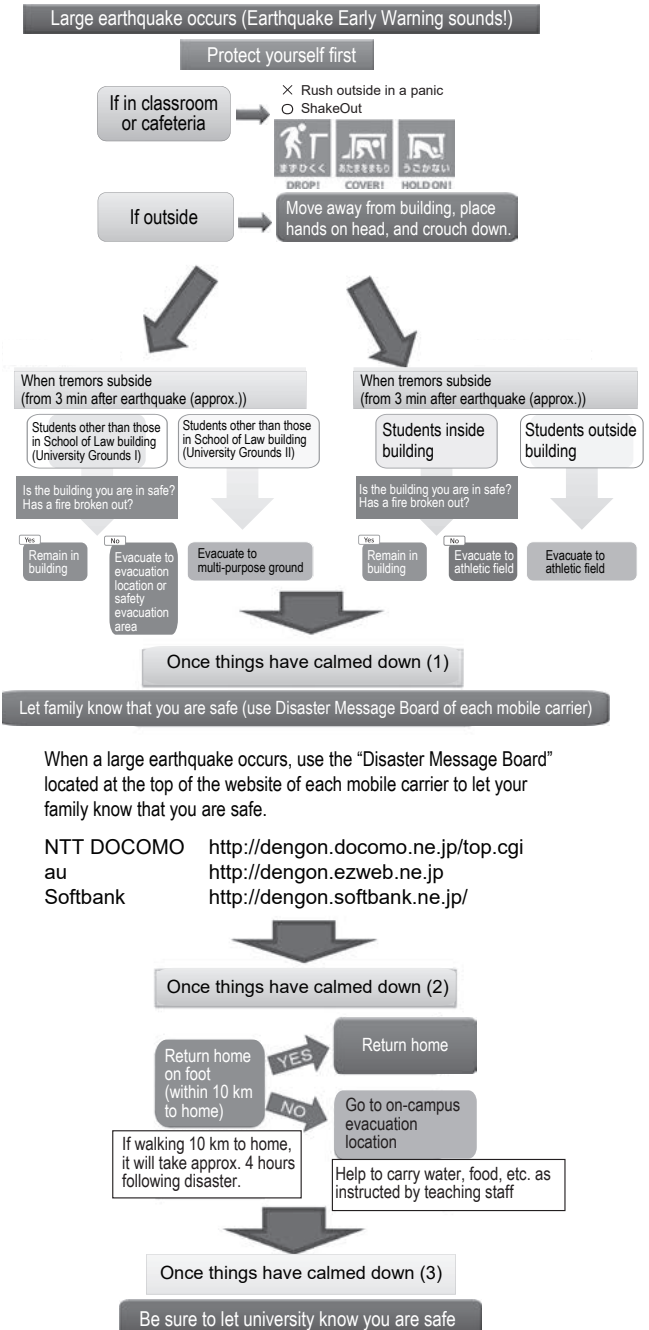 Large earthquake occurs (Earthquake Early Warning sounds!)
Protect yourself first
If in classroom
or cafeteria
× Rush outside in a panic
○ ShakeOut
まずひくく
あたまをまもり
うごかない
DROP!
COVER!
HOLD ON!
If outside
Move away from building, place
hands on head, and crouch down.
When tremors subside
(from 3 min after earthquake (approx.))
Students other than those
in School of Law building
(University Grounds I)
Students other than those
in School of Law building
(University Grounds II)
Is the building you are in safe?
Has a fire broken out?
Yes
Remain in
building
No
Evacuate to
evacuation
location or
safety
evacuation
area
Evacuate to
multi-purpose ground
When tremors subside
(from 3 min after earthquake (approx.))
Students inside
building
Students outside
building
Is the building you are in safe?
Has a fire broken out?
Yes
Remain in
building
No
Evacuate to
athletic field
Evacuate to
athletic field
Once things have calmed down (1)
Let family know that you are safe (use Disaster Message Board of each mobile carrier)
When a large earthquake occurs, use the “Disaster Message Board”
located at the top of the website of each mobile carrier to let your
family know that you are safe.
NTT DOCOMO http://dengon.docomo.ne.jp/top.cgi
au http://dengon.ezweb.ne.jp
Softbank http://dengon.softbank.ne.jp/
Once things have calmed down (2)
Return home
on foot
(within 10 km
to home)
YES
Return home
NO
Go to on-campus
evacuation
location
If walking 10 km to home,
it will take approx. 4 hours
following disaster.
Help to carry water, food, etc. as
instructed by teaching staff
Once things have calmed down (3)
Be sure to let university know you are safe